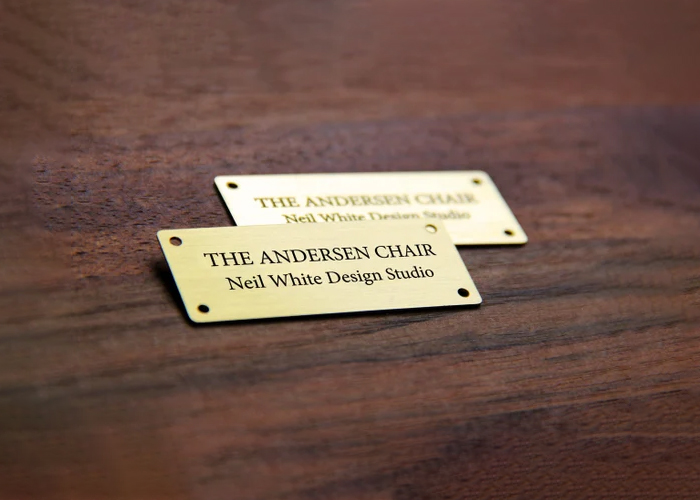 THE ANDERSEN CHAIR
Neil White Design Studio
THE ANDERSEN CHAIR
Neil White Design Studio